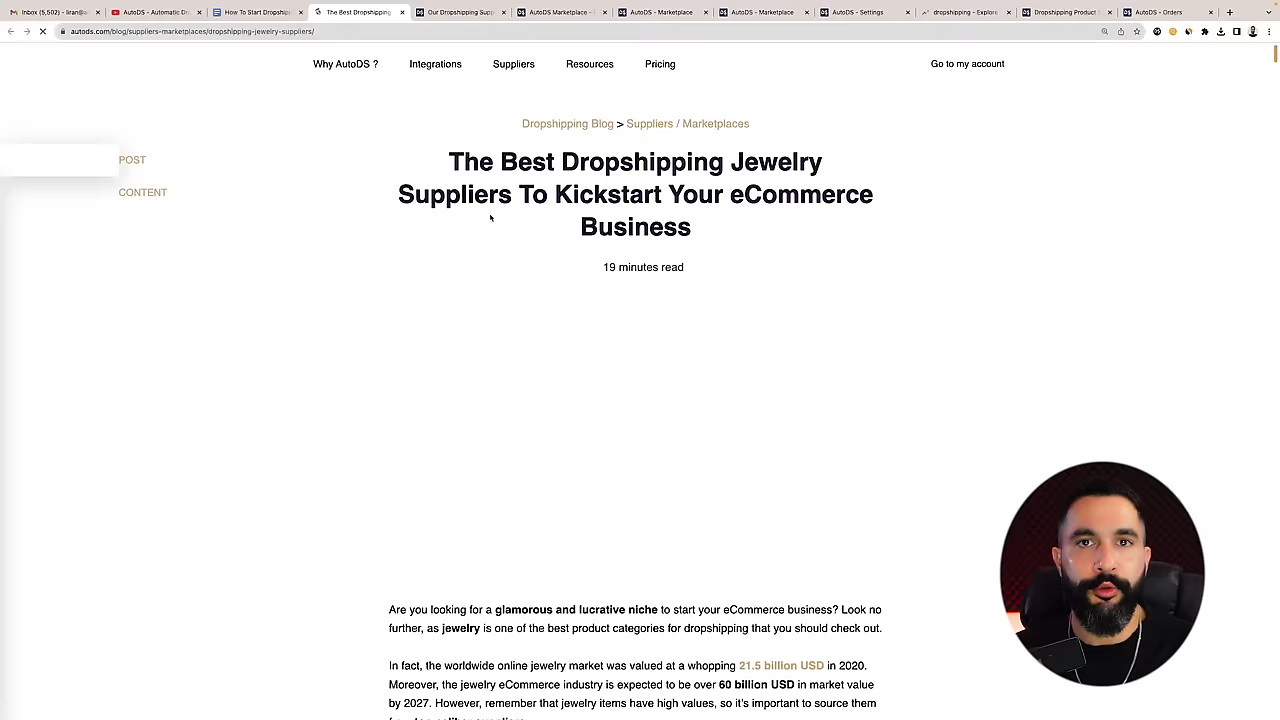 Inbox (5,502) - liran@a
AutoDS - Automatic Dr
How To Start Dropship
The Best Dropshipping
Our Dropshipping Supp
AutoDS Marketplace -
AutoDS - Marketplace
AutoDS - Marketplace
AutoDS - Settings
dropshipping - Explore
Dropshipping Product S
AutoDS - Orders
autods.com/blog/suppliers-marketplaces/dropshipping-jewelry-suppliers/
Why AutoDS ?
Integrations
Suppliers
Resources
Pricing
Go to my account
Dropshipping Blog > Suppliers / Marketplaces
POST
CONTENT
The Best Dropshipping Jewelry
Suppliers To Kickstart Your eCommerce
Business
19 minutes read
Are you looking for a glamorous and lucrative niche to start your eCommerce business? Look no
further, as jewelry is one of the best product categories for dropshipping that you should check out.
In fact, the worldwide online jewelry market was valued at a whopping 21.5 billion USD in 2020.
Moreover, the jewelry eCommerce industry is expected to be over 60 billion USD in market value
by 2027. However, remember that jewelry items have high values, so it's important to source them